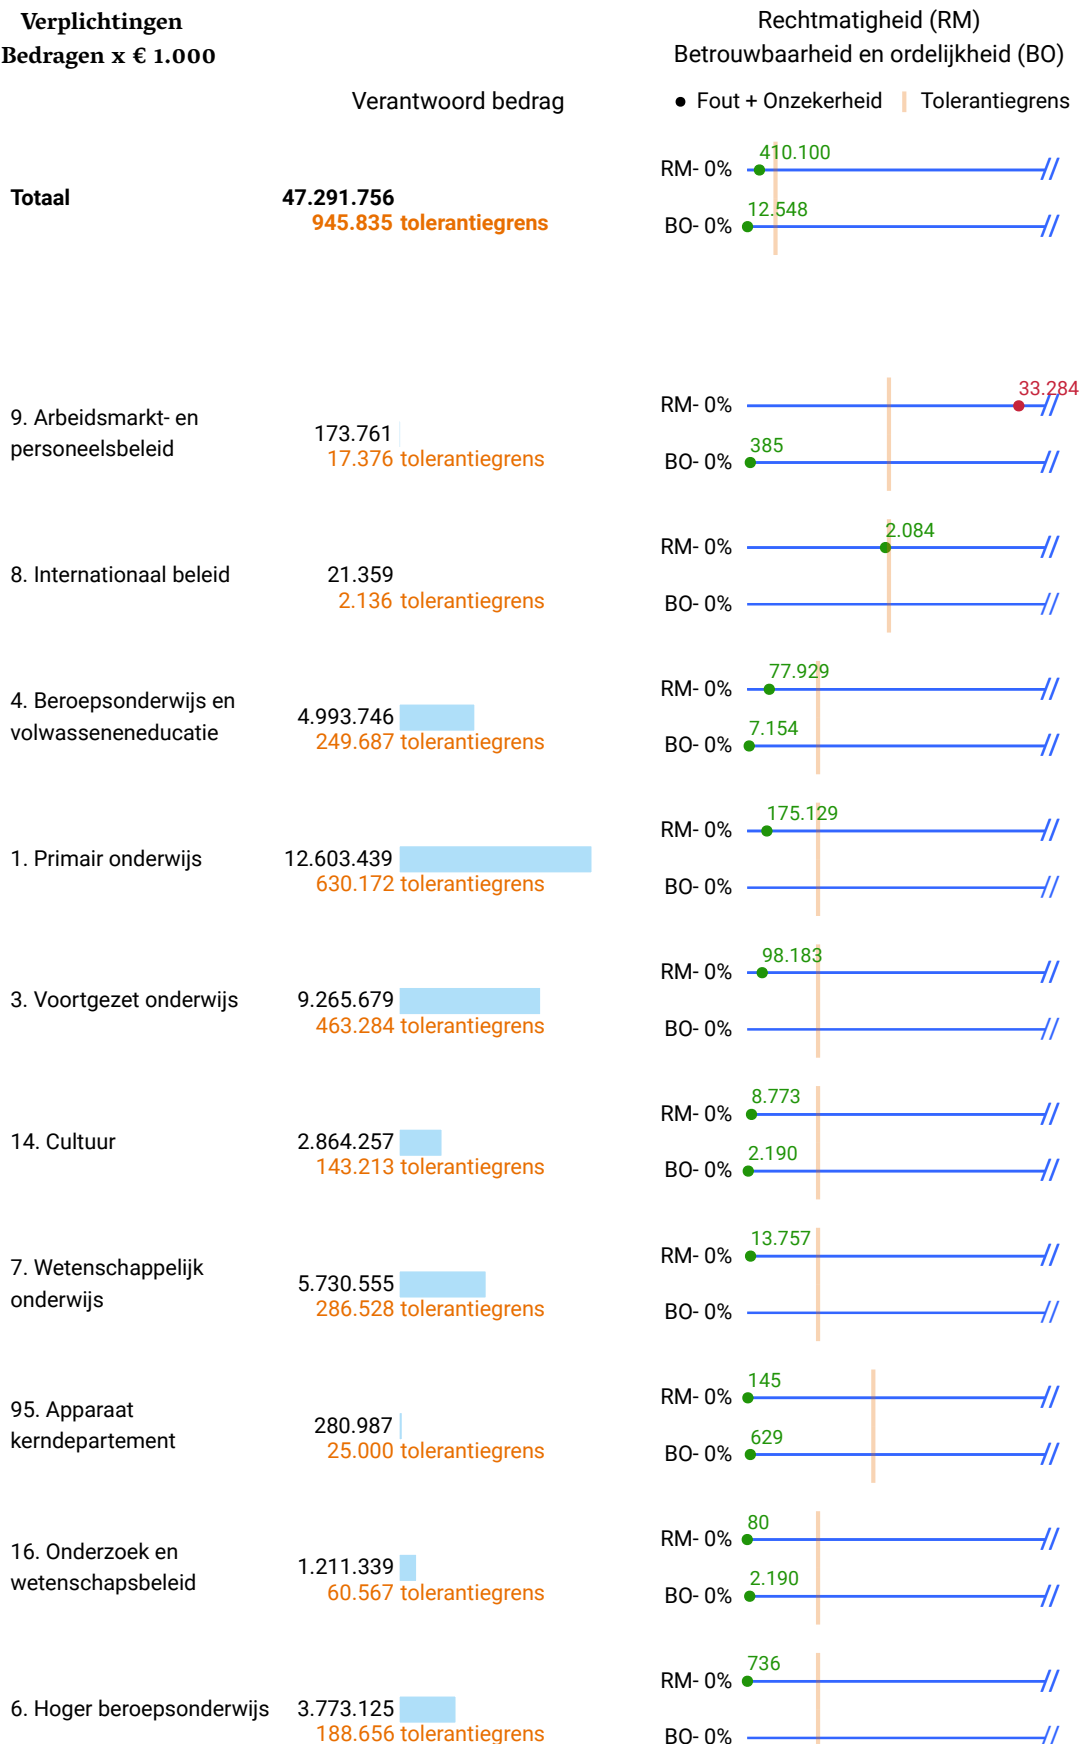 Verplichtingen
Bedragen x € 1.000
Rechtmatigheid (RM)
Betrouwbaarheid en ordelijkheid (BO)
Verantwoord bedrag
Fout + Onzekerheid
Tolerantiegrens
Totaal
47.291.756
945.835 tolerantiegrens
RM- 0%
410.100
BO- 0%
12.548
9. Arbeidsmarkt- en
personeelsbeleid
173.761
17.376 tolerantiegrens
RM- 0%
33.284
BO- 0%
385
8. Internationaal beleid
21.359
2.136 tolerantiegrens
RM- 0%
2.084
BO- 0%
4. Beroepsonderwijs en
volwasseneneducatie
4.993.746
249.687 tolerantiegrens
RM- 0%
77.929
BO- 0%
7.154
1. Primair onderwijs
12.603.439
630.172 tolerantiegrens
RM- 0%
175.129
BO- 0%
3. Voortgezet onderwijs
9.265.679
463.284 tolerantiegrens
RM- 0%
98.183
BO- 0%
14. Cultuur
2.864.257
143.213 tolerantiegrens
RM- 0%
8.773
BO- 0%
2.190
7. Wetenschappelijk
onderwijs
5.730.555
286.528 tolerantiegrens
RM- 0%
13.757
BO- 0%
95. Apparaat
kerndepartement
280.987
25.000 tolerantiegrens
RM- 0%
145
BO- 0%
629
16. Onderzoek en
wetenschapsbeleid
1.211.339
60.567 tolerantiegrens
RM- 0%
80
BO- 0%
2.190
6. Hoger beroepsonderwijs
3.773.125
188.656 tolerantiegrens
RM- 0%
736
BO- 0%